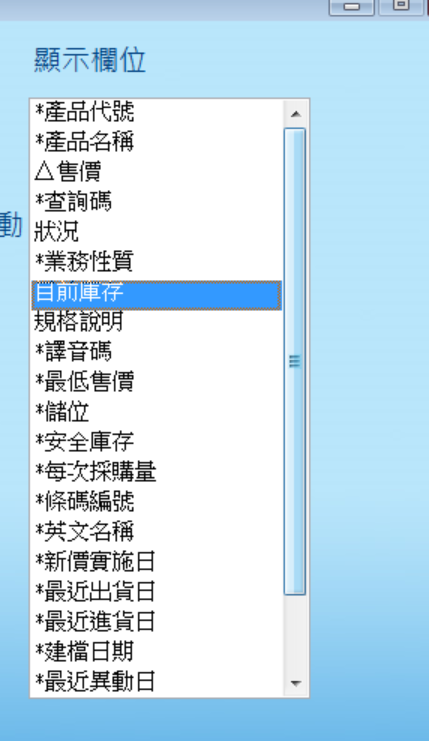 顯示欄位
*產品代號
*產品名稱
△售價
*查詢碼
動
狀況
*業務性質
目前庫存
規格說明
*譯音碼
*最低售價
*儲位
*安全庫存
*每次採購量
*條碼編號
*英文名稱
*新價實施日
*最近出貨日
*最近進貨日
*建檔日期
*最近異動日